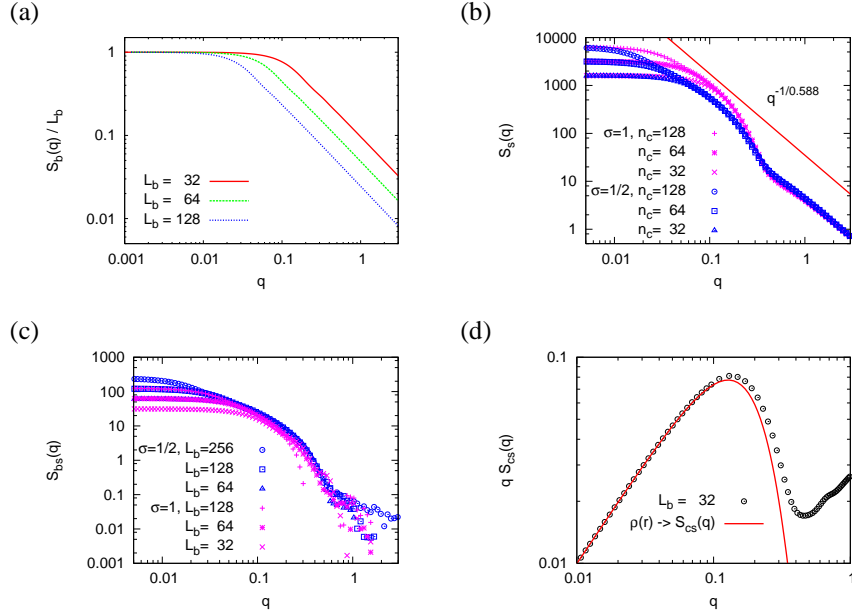 (a)
S_b(q) / L_b
1
0.1
0.01
L_b = 32
L_b = 64
L_b = 128
0.001
0.01
0.1
1
q
(b)
S_s(q)
10000
1000
100
10
1
q^-1/0.588
σ=1, n_c=128
n_c= 64
n_c= 32
σ=1/2, n_c=128
n_c= 64
n_c= 32
0.01
0.1
1
q
(c)
S_bs(q)
1000
100
10
1
0.1
0.01
0.001
σ=1/2, L_b=256
L_b=128
L_b= 64
σ=1, L_b=128
L_b= 64
L_b= 32
0.01
0.1
1
q
(d)
q S_cs(q)
0.10
0.01
L_b = 32
ρ(r) -> S_cs(q)
0.01
0.10
1
q